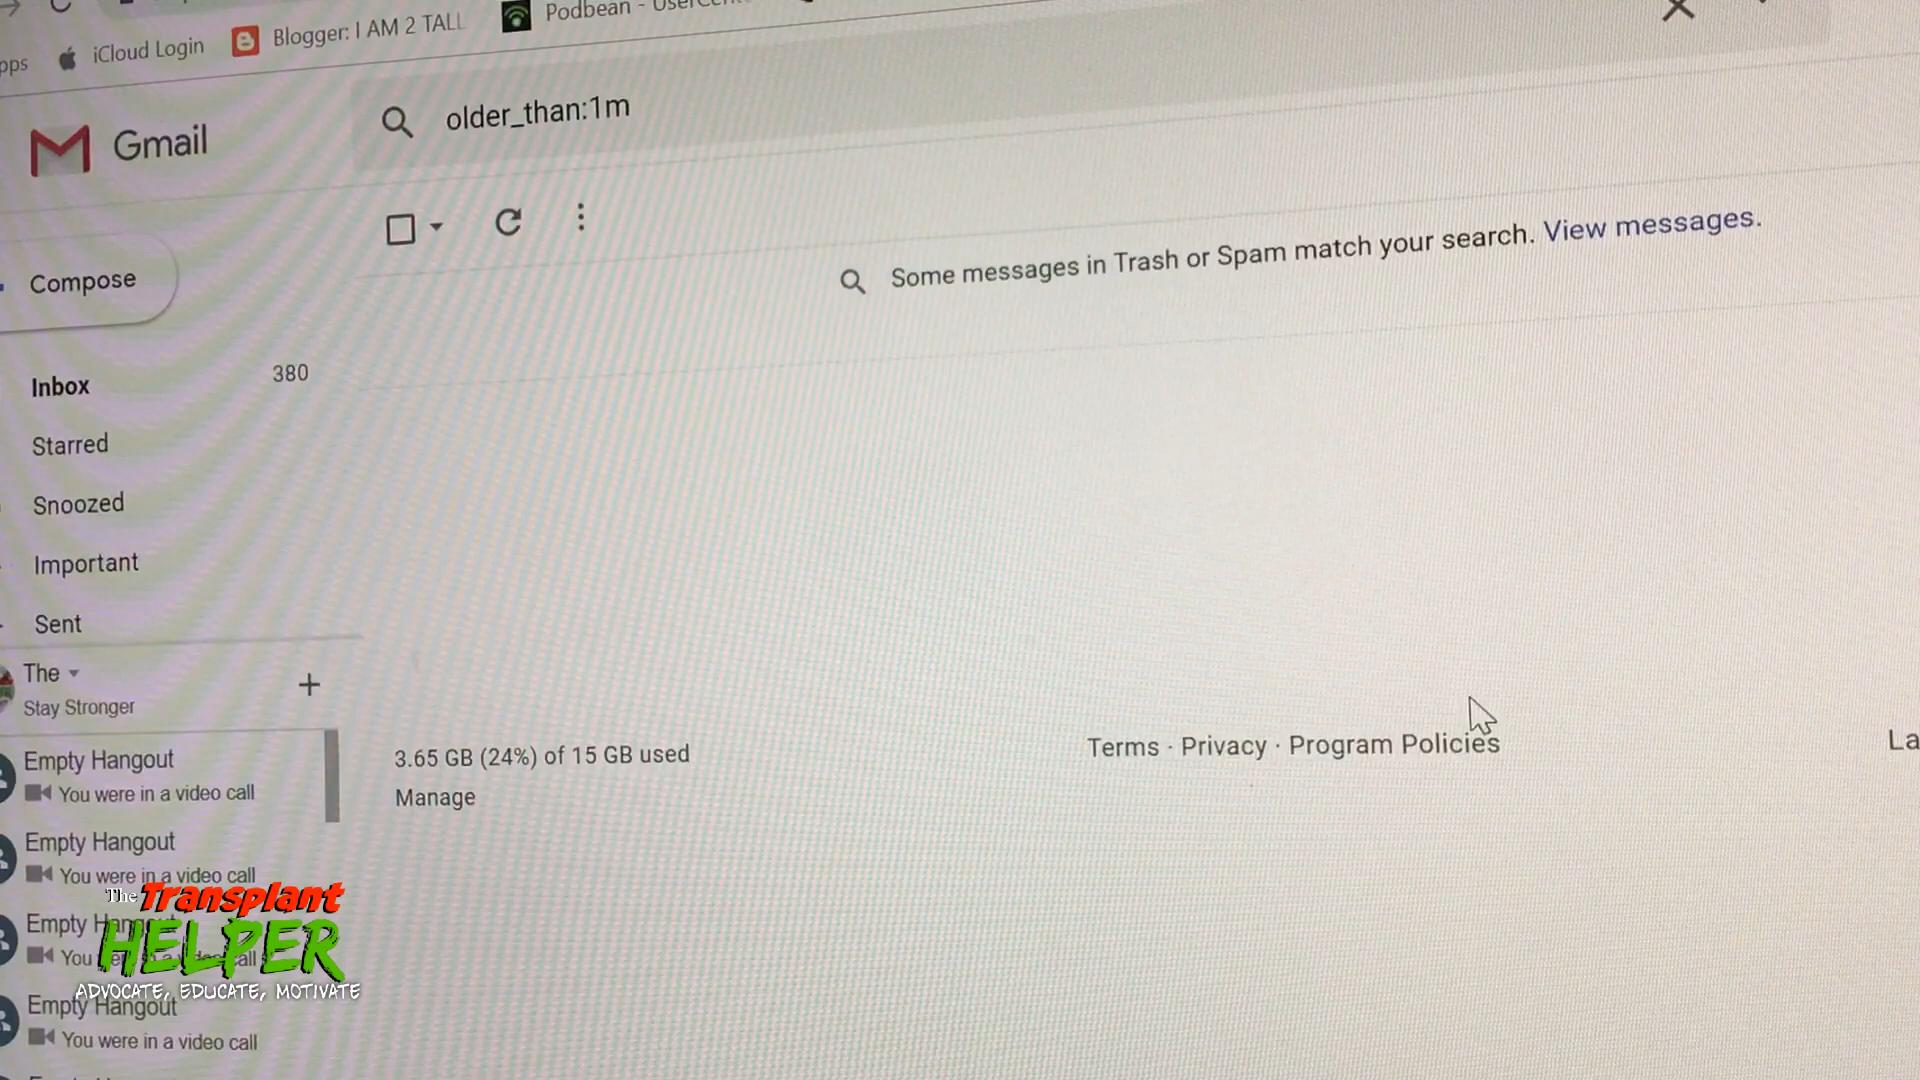 pps
iCloud Login
Blogger: I AM 2 TALL
Podbean -
Gmail
older_than:1m
Compose
Some messages in Trash or Spam match your search. View messages.
Inbox 380
Starred
Snoozed
Important
Sent
The
Stay Stronger
Empty Hangout
You were in a video call
Empty Hangout
You were in a video call
Empty
You call
Empty Hangout
You were in a video call
3.65 GB (24%) of 15 GB used
Manage
Terms · Privacy · Program Policies
La
The Transplant
HELPER
ADVOCATE, EDUCATE, MOTIVATE